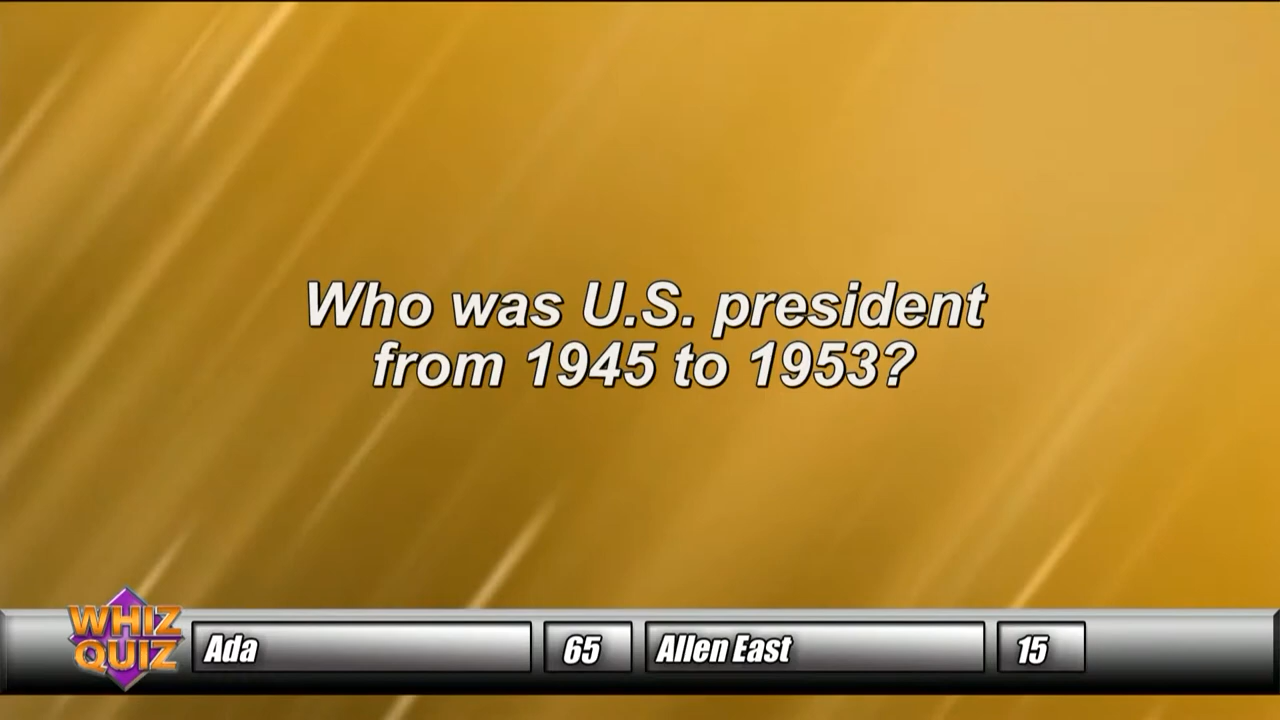 Who was U.S. president
from 1945 to 1953?
WHIZ
QUIZ
Ada
65
Allen East
15